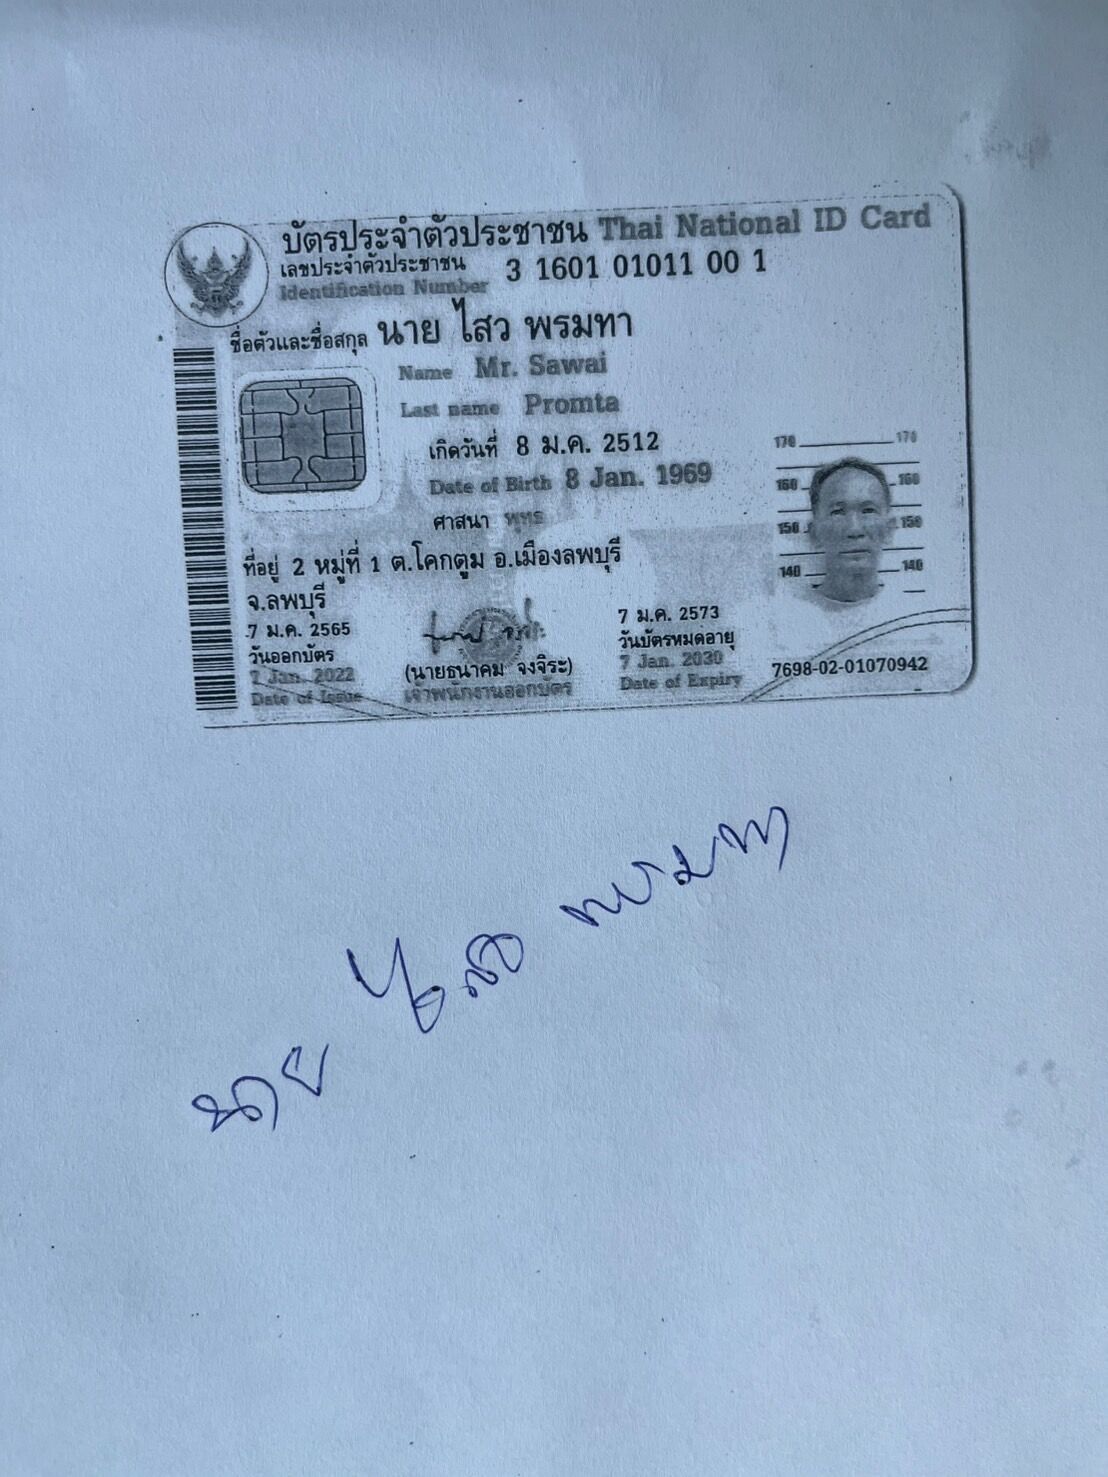 บัตรประจำตัวประชาชน Thai National ID Card
เลขประจำตัวประชาชน
Identification Number 3 1601 01011 00 1
ชื่อตัวและชื่อสกุล นาย ไสว พรมทา
Name Mr. Sawai
Last name Promta
เกิดวันที่ 8 ม.ค. 2512
Date of Birth 8 Jan. 1969
ศาสนา พุทธ
ที่อยู่ 2 หมู่ที่ 1 ต.โคกตูม อ.เมืองลพบุรี
จ.ลพบุรี
7 ม.ค. 2565
วันออกบัตร
7 Jan. 2022
Date of Issue
(นายธนาคม จงจิระ)
เจ้าพนักงานออกบัตร
7 ม.ค. 2573
วันบัตรหมดอายุ
7 Jan. 2030
Date of Expiry
170 170
160 160
150 150
140 140
7698-02-01070942
นาย ไสว พรมทา